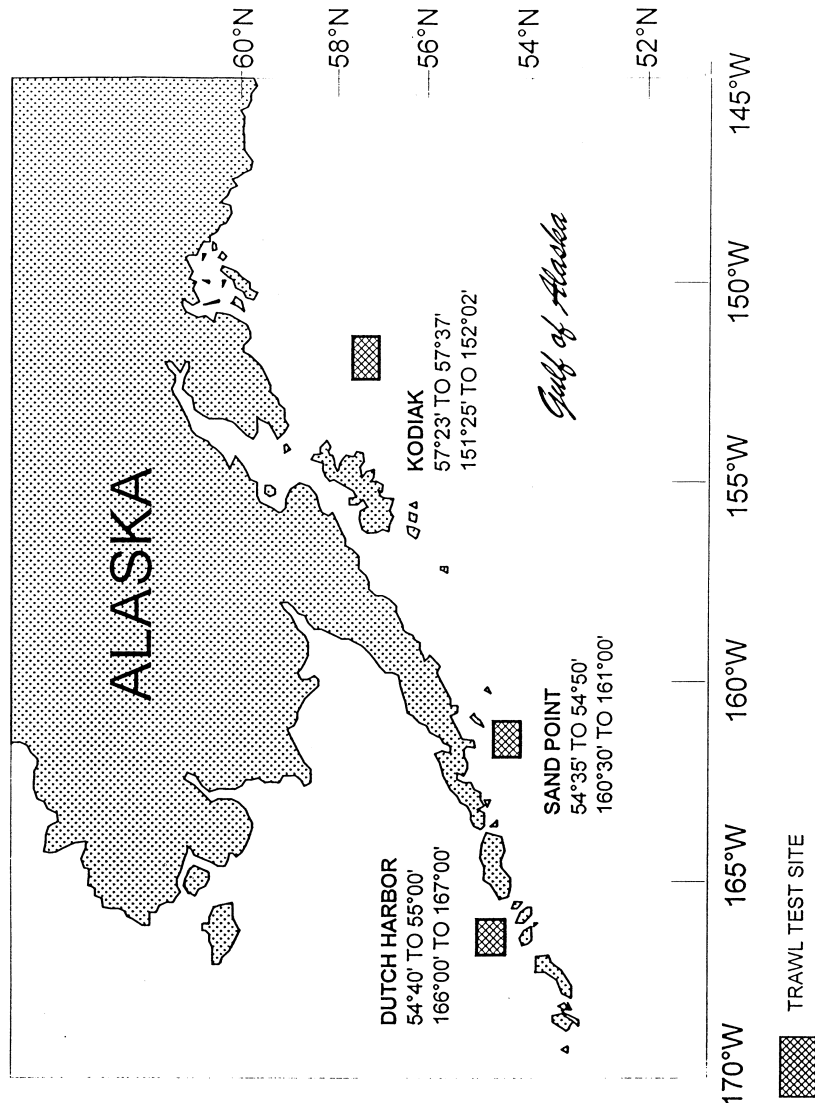 ALASKA
60°N
58°N
56°N
54°N
52°N
KODIAK
57°23' TO 57°37'
151°25' TO 152°02'
Gulf of Alaska
DUTCH HARBOR
54°40' TO 55°00'
166°00' TO 167°00'
SAND POINT
54°35' TO 54°50'
160°30' TO 161°00'
170°W
165°W
160°W
155°W
150°W
145°W
TRAWL TEST SITE